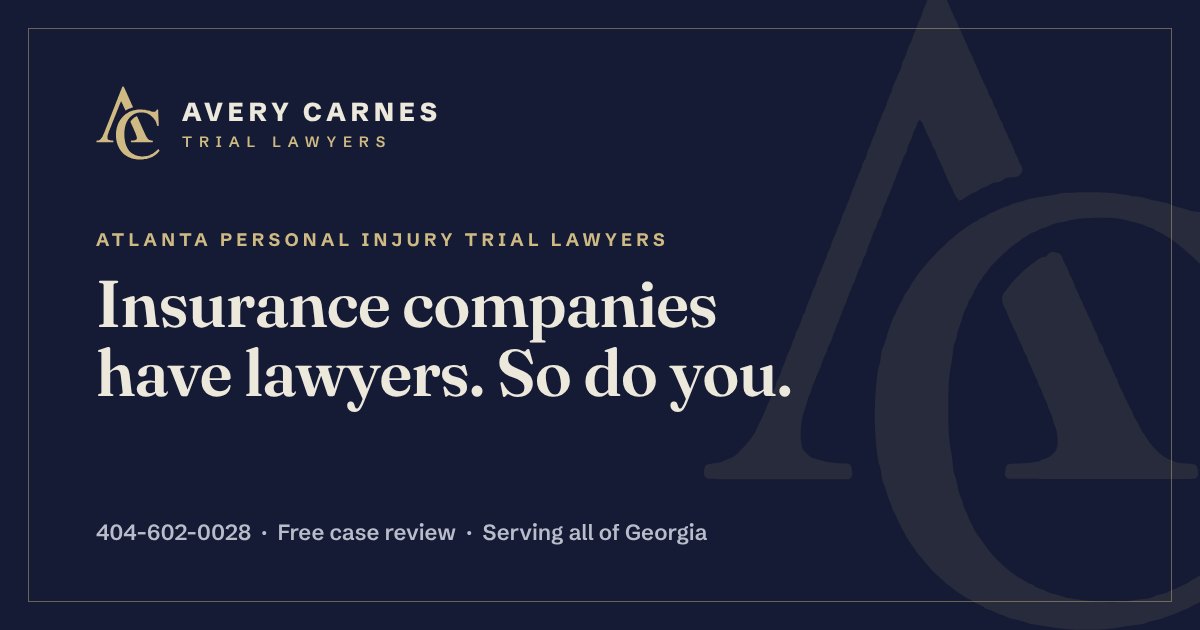 AVERY CARNES
TRIAL LAWYERS
ATLANTA PERSONAL INJURY TRIAL LAWYERS
Insurance companies
have lawyers. So do you.
404-602-0028 · Free case review · Serving all of Georgia